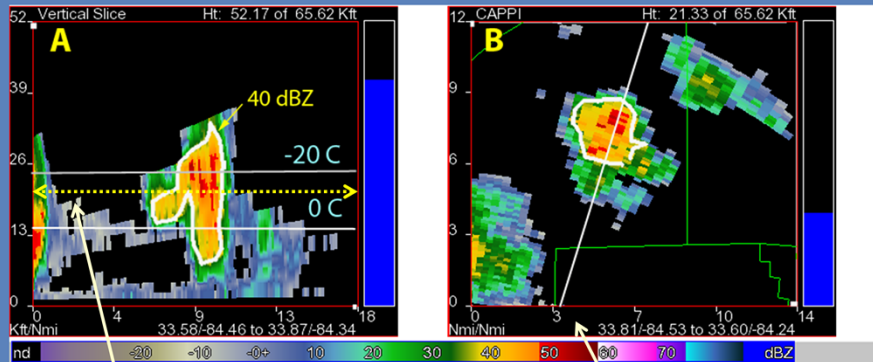 Vertical Slice Ht: 52.17 of 65.62 Kft
52
A
40 dBZ
39
-20 C
26
0 C
13
0
0 4 9 13 18
Kft/Nmi 33.58/-84.46 to 33.87/-84.34
CAPPI Ht: 21.33 of 65.62 Kft
12
B
9
6
3
0
0 3 7 10 14
Nmi/Nmi 33.81/-84.53 to 33.60/-84.24
nd -20 -10 -0+ 10 20 30 40 50 60 70 dBZ